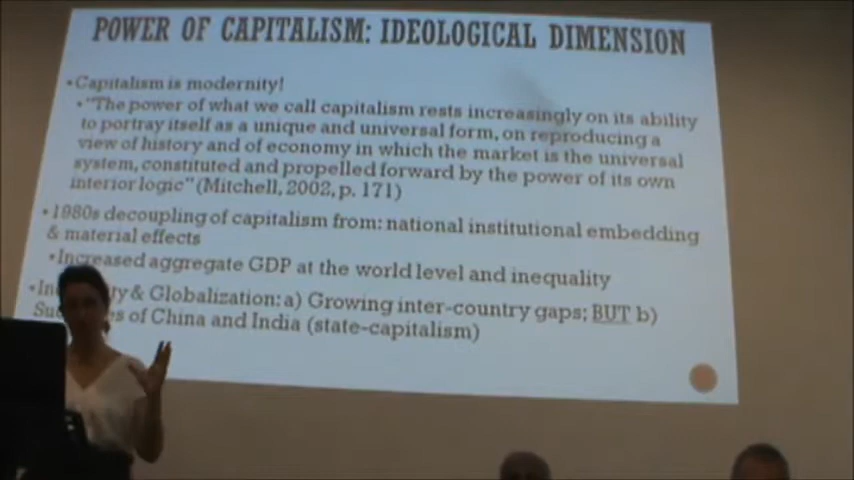 POWER OF CAPITALISM: IDEOLOGICAL DIMENSION
•Capitalism is modernity!
•"The power of what we call capitalism rests increasingly on its ability
to portray itself as a unique and universal form, on reproducing a
view of history and of economy in which the market is the universal
system, constituted and propelled forward by the power of its own
interior logic" (Mitchell, 2002, p. 171)
•1980s decoupling of capitalism from: national institutional embedding
& material effects
•Increased aggregate GDP at the world level and inequality
& Globalization: a) Growing inter-country gaps; BUT b)
of China and India (state-capitalism)